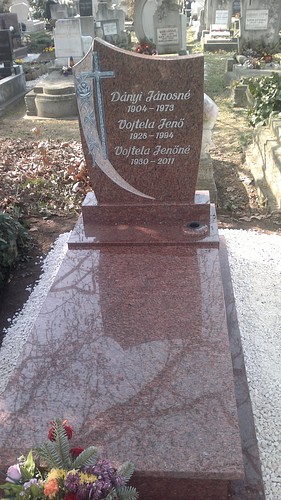 Dányi Jánosné
1904 – 1973
Vojtela Jenő
1928 – 1994
Vojtela Jenőné
1930 – 2011